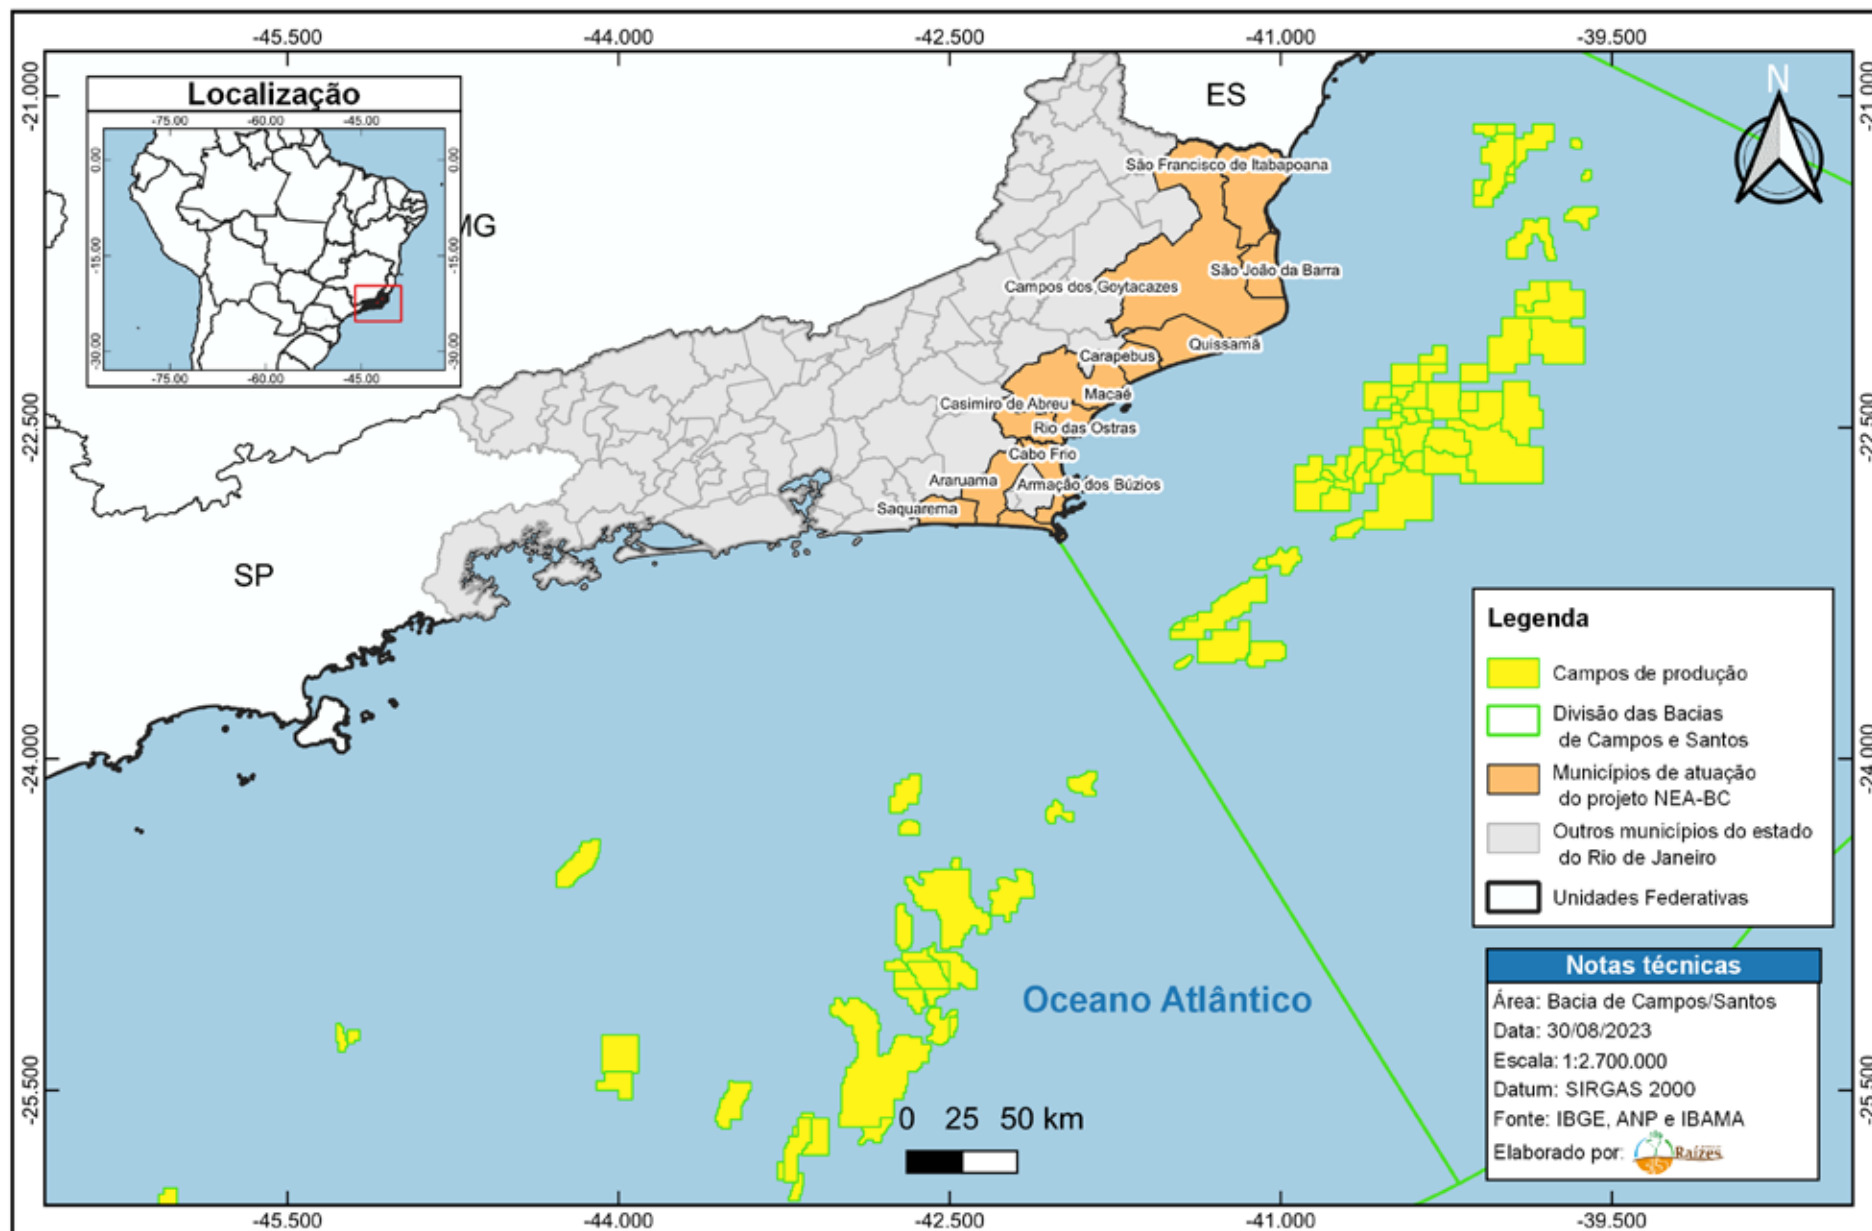 -45.500 -44.000 -42.500 -41.000 -39.500
-21.000 -21.000
Localização
-75.00 -60.00 -45.00
0.00 0.00
-15.00 -15.00
-30.00 -30.00
-75.00 -60.00 -45.00
MG
ES
N
São Francisco de Itabapoana
São João da Barra
Campos dos Goytacazes
Quissamã
Carapebus
Macaé
Casimiro de Abreu
Rio das Ostras
-22.500 -22.500
Cabo Frio
Araruama
Armação dos Búzios
Saquarema
SP
Legenda
Campos de produção
Divisão das Bacias
de Campos e Santos
Municípios de atuação
do projeto NEA-BC
Outros municípios do estado
do Rio de Janeiro
Unidades Federativas
-24.000 -24.000
Oceano Atlântico
Notas técnicas
Área: Bacia de Campos/Santos
Data: 30/08/2023
Escala: 1:2.700.000
Datum: SIRGAS 2000
Fonte: IBGE, ANP e IBAMA
Elaborado por: Raízes
-25.500 -25.500
0 25 50 km
-45.500 -44.000 -42.500 -41.000 -39.500